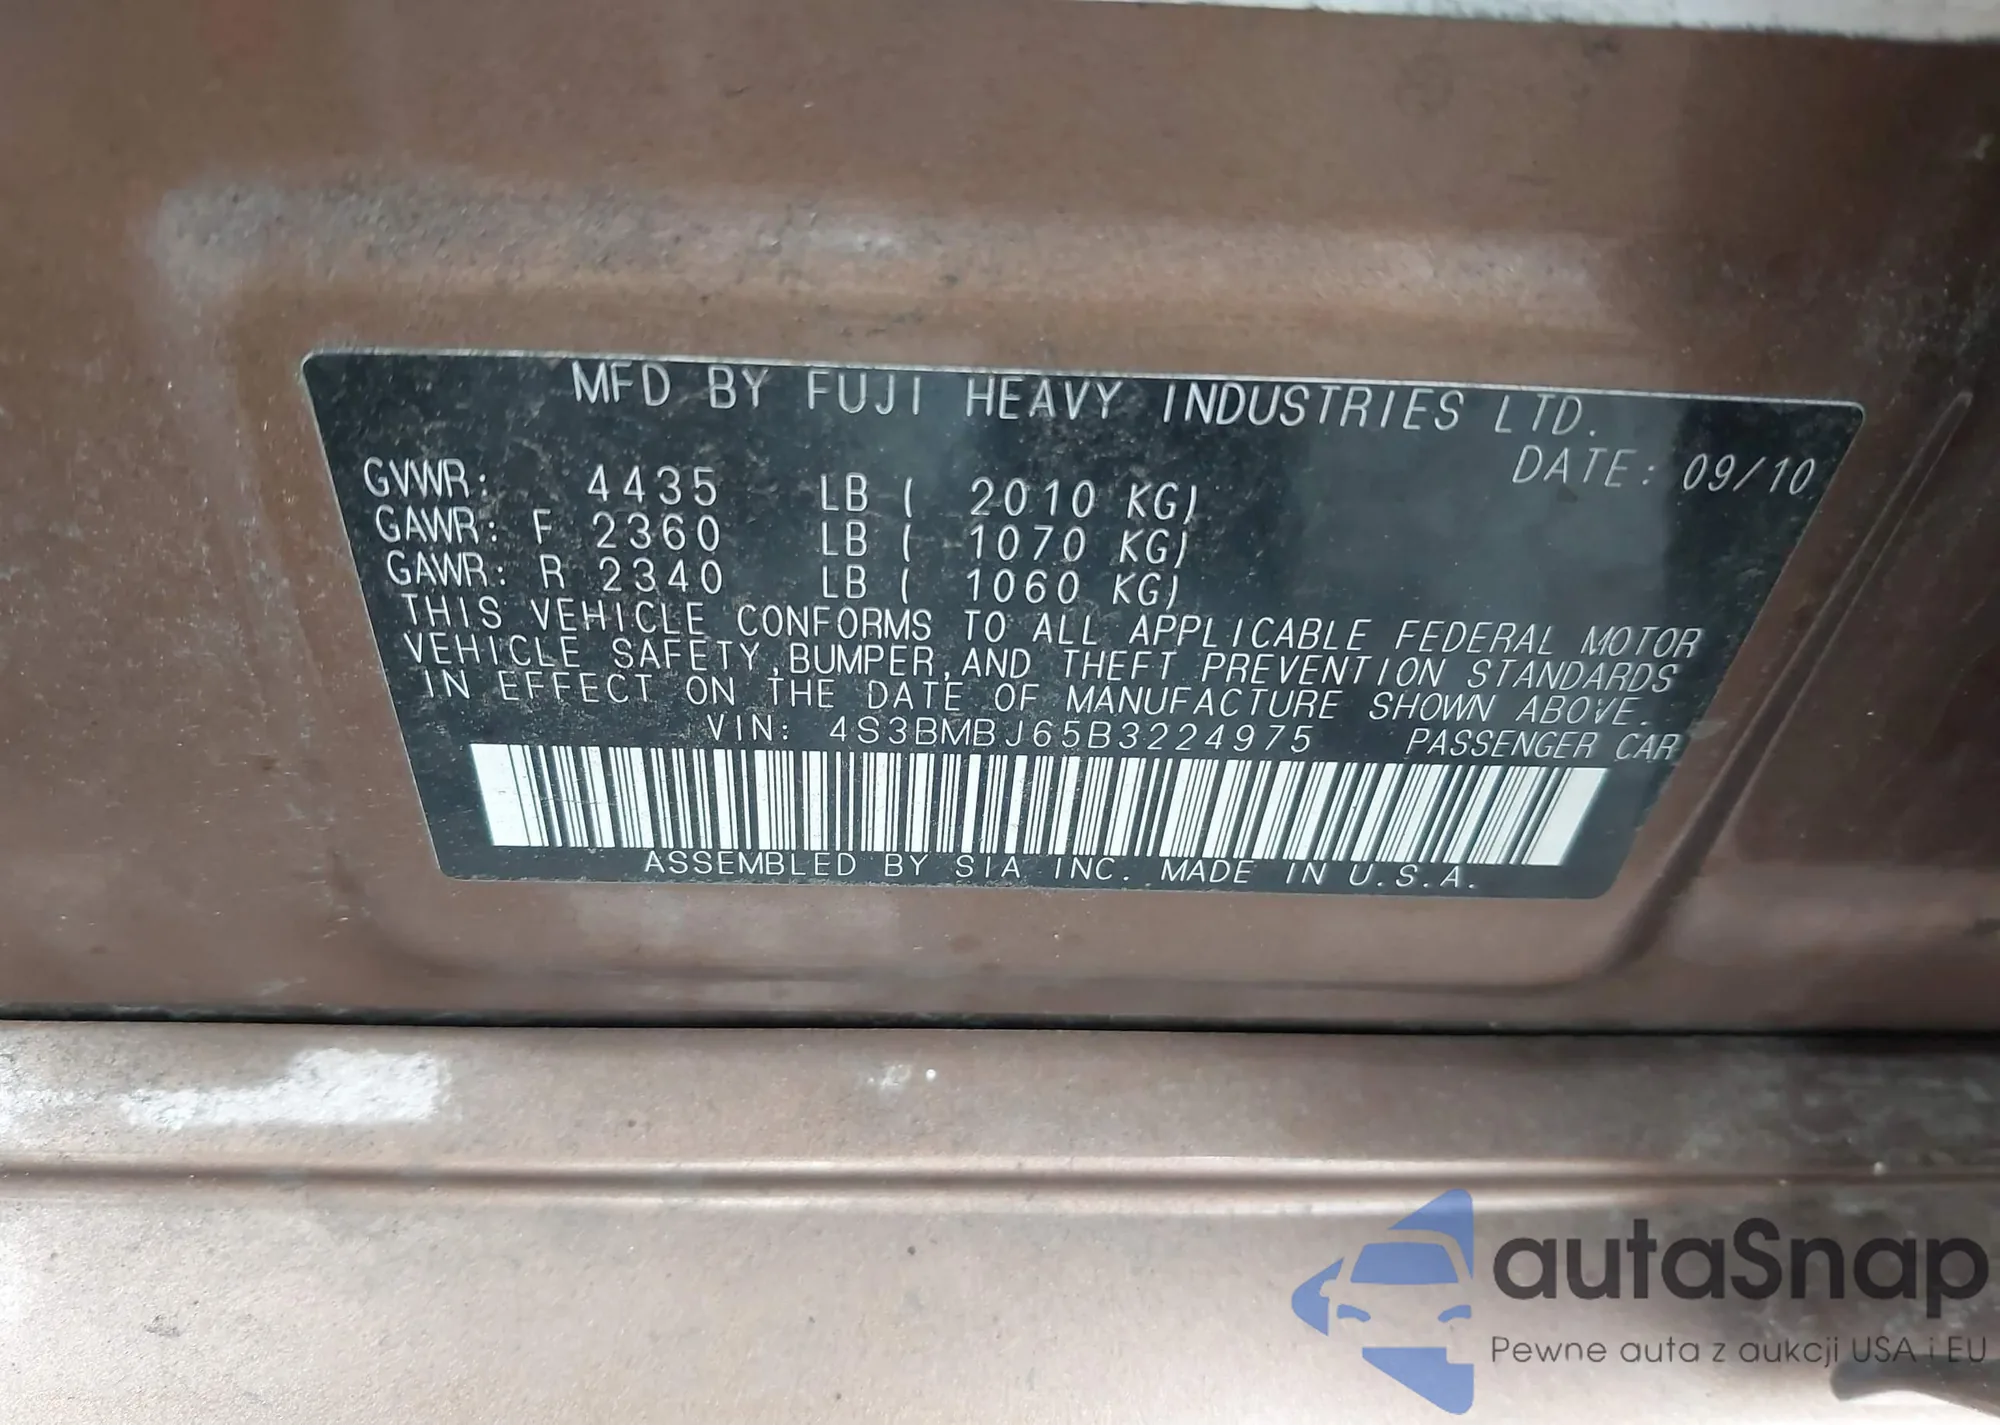 MFD BY FUJI HEAVY INDUSTRIES LTD.
DATE: 09/10
GVWR: 4435 LB ( 2010 KG)
GAWR: F 2360 LB ( 1070 KG)
GAWR: R 2340 LB ( 1060 KG)
THIS VEHICLE CONFORMS TO ALL APPLICABLE FEDERAL MOTOR
VEHICLE SAFETY,BUMPER,AND THEFT PREVENTION STANDARDS
IN EFFECT ON THE DATE OF MANUFACTURE SHOWN ABOVE.
VIN: 4S3BMBJ65B3224975 PASSENGER CAR
ASSEMBLED BY SIA INC. MADE IN U.S.A.
autaSnap
Pewne auta z aukcji USA i EU